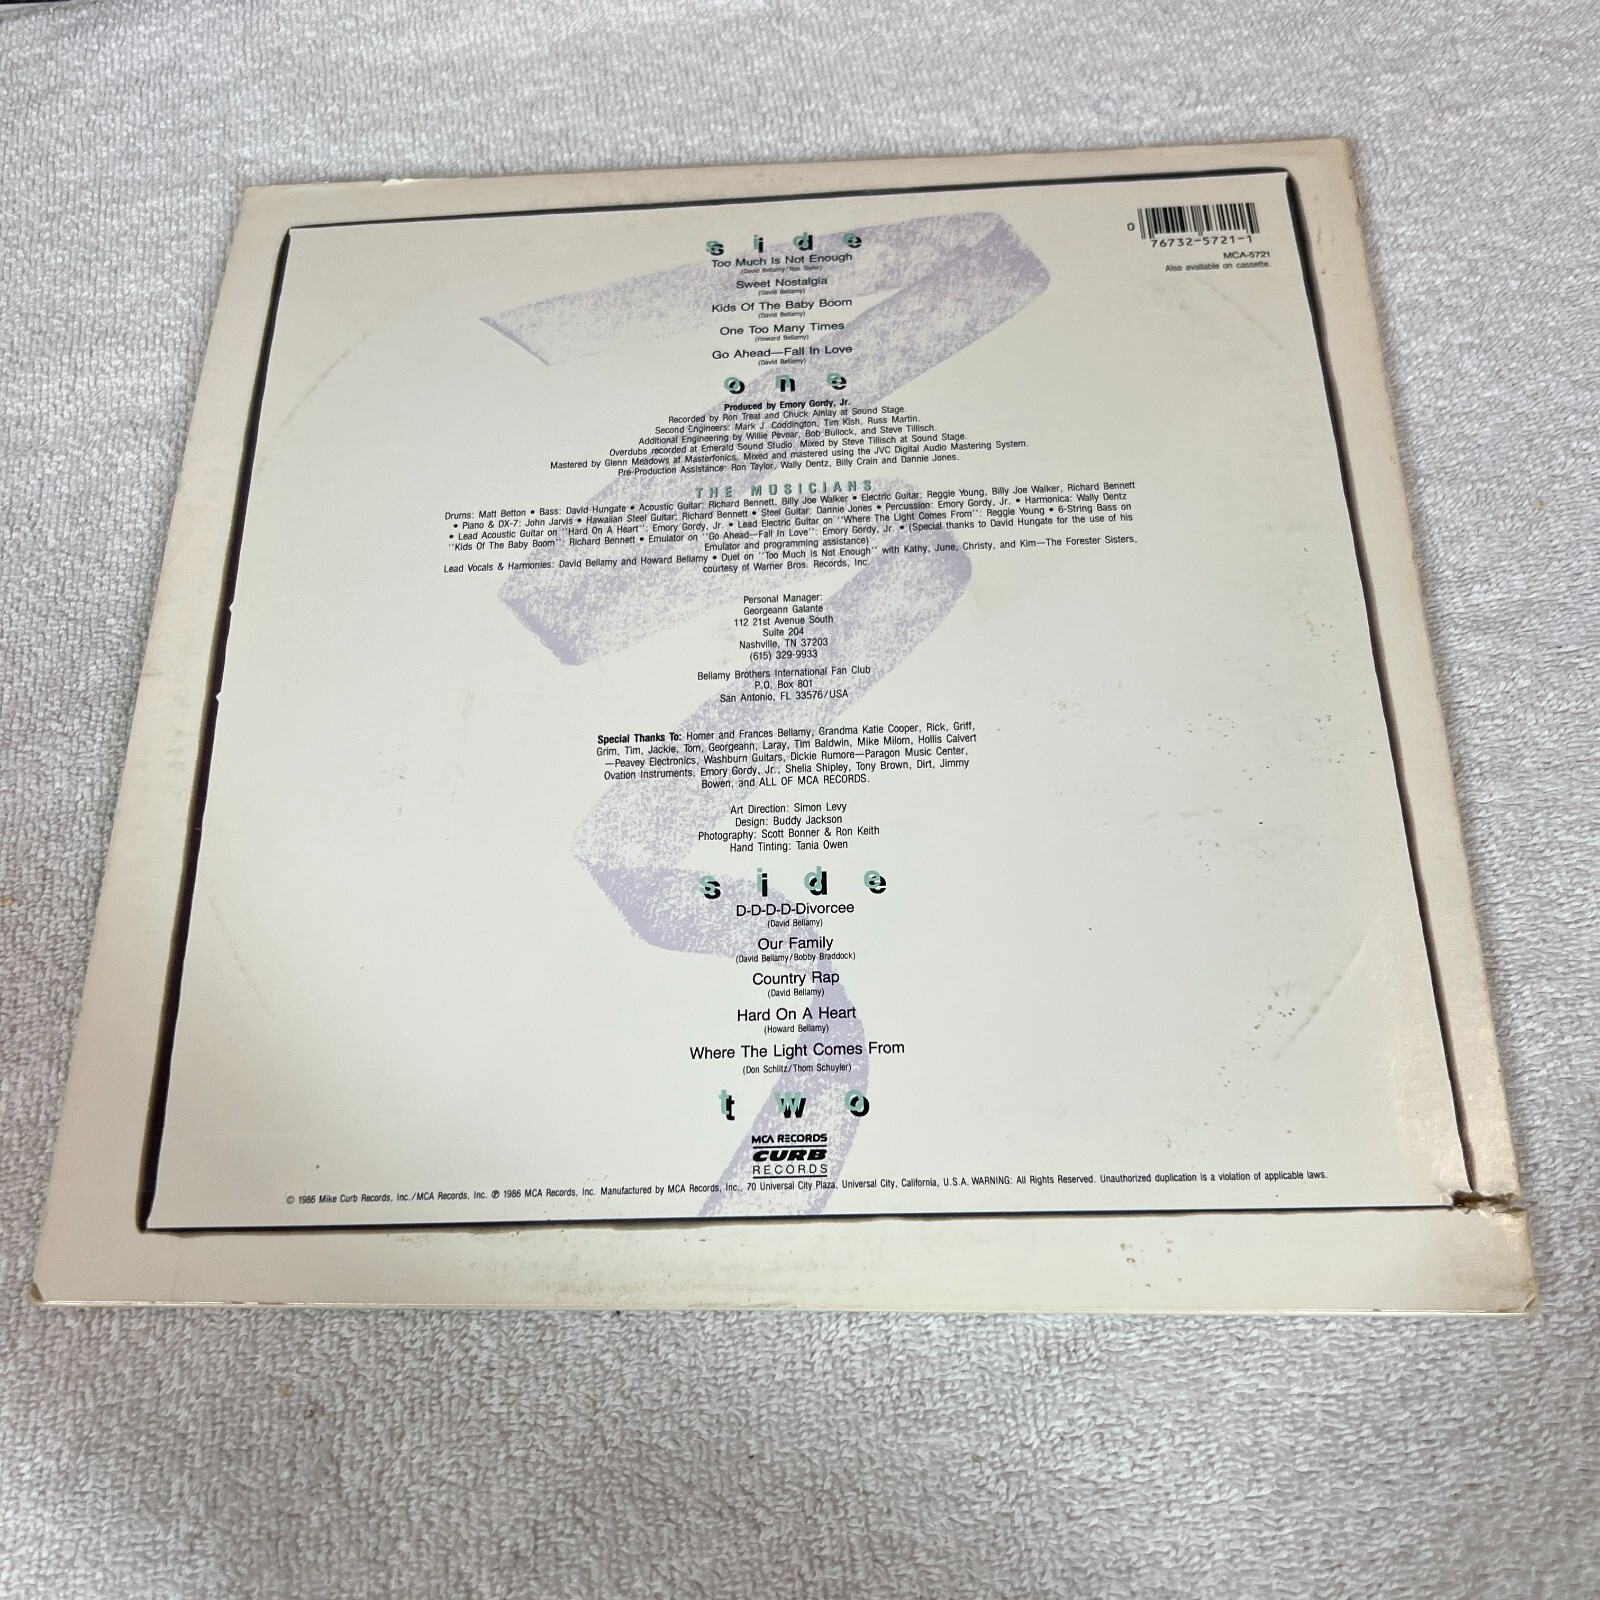 side
Too Much Is Not Enough
(David Bellamy/Ron Taylor)
Sweet Nostalgia
(David Bellamy)
Kids Of The Baby Boom
(David Bellamy)
One Too Many Times
(Howard Bellamy)
Go Ahead—Fall In Love
(David Bellamy)
one
0
76732-5721-1
MCA-5721
Also available on cassette.
Produced by Emory Gordy, Jr.
Recorded by Ron Treat and Chuck Ainlay at Sound Stage.
Second Engineers: Mark J. Coddington, Tim Kish, Russ Martin.
Additional Engineering by Willie Pevear, Bob Bullock, and Steve Tillisch.
Overdubs recorded at Emerald Sound Studio. Mixed by Steve Tillisch at Sound Stage.
Mastered by Glenn Meadows at Masterfonics. Mixed and mastered using the JVC Digital Audio Mastering System.
Pre-Production Assistance: Ron Taylor, Wally Dentz, Billy Crain and Dannie Jones.
THE MUSICIANS
Drums: Matt Betton • Bass: David Hungate • Acoustic Guitar: Richard Bennett, Billy Joe Walker • Electric Guitar: Reggie Young, Billy Joe Walker, Richard Bennett
• Piano & DX-7: John Jarvis • Hawaiian Steel Guitar: Richard Bennett • Steel Guitar: Dannie Jones • Percussion: Emory Gordy, Jr. • Harmonica: Wally Dentz
• Lead Acoustic Guitar on "Hard On A Heart": Emory Gordy, Jr. • Lead Electric Guitar on "Where The Light Comes From": Reggie Young • 6-String Bass on
"Kids Of The Baby Boom": Richard Bennett • Emulator on "Go Ahead—Fall In Love": Emory Gordy, Jr. • (Special thanks to David Hungate for the use of his
Emulator and programming assistance)
Lead Vocals & Harmonies: David Bellamy and Howard Bellamy • Duet on "Too Much Is Not Enough" with Kathy, June, Christy, and Kim—The Forester Sisters,
courtesy of Warner Bros. Records, Inc.
Personal Manager:
Georgeann Galante
112 21st Avenue South
Suite 204
Nashville, TN 37203
(615) 329-9933
Bellamy Brothers International Fan Club
P.O. Box 801
San Antonio, FL 33576/USA
Special Thanks To: Homer and Frances Bellamy, Grandma Katie Cooper, Rick, Griff,
Grim, Tim, Jackie, Tom, Georgeann, Laray, Tim Baldwin, Mike Milom, Hollis Calvert
—Peavey Electronics, Washburn Guitars, Dickie Rumore—Paragon Music Center,
Ovation Instruments, Emory Gordy, Jr., Shelia Shipley, Tony Brown, Dirt, Jimmy
Bowen, and ALL OF MCA RECORDS.
Art Direction: Simon Levy
Design: Buddy Jackson
Photography: Scott Bonner & Ron Keith
Hand Tinting: Tania Owen
side
D-D-D-D-Divorcee
(David Bellamy)
Our Family
(David Bellamy/Bobby Braddock)
Country Rap
(David Bellamy)
Hard On A Heart
(Howard Bellamy)
Where The Light Comes From
(Don Schlitz/Thom Schuyler)
two
MCA RECORDS
CURB
RECORDS
© 1986 Mike Curb Records, Inc./MCA Records, Inc. ℗ 1986 MCA Records, Inc. Manufactured by MCA Records, Inc., 70 Universal City Plaza, Universal City, California, U.S.A. WARNING: All Rights Reserved. Unauthorized duplication is a violation of applicable laws.